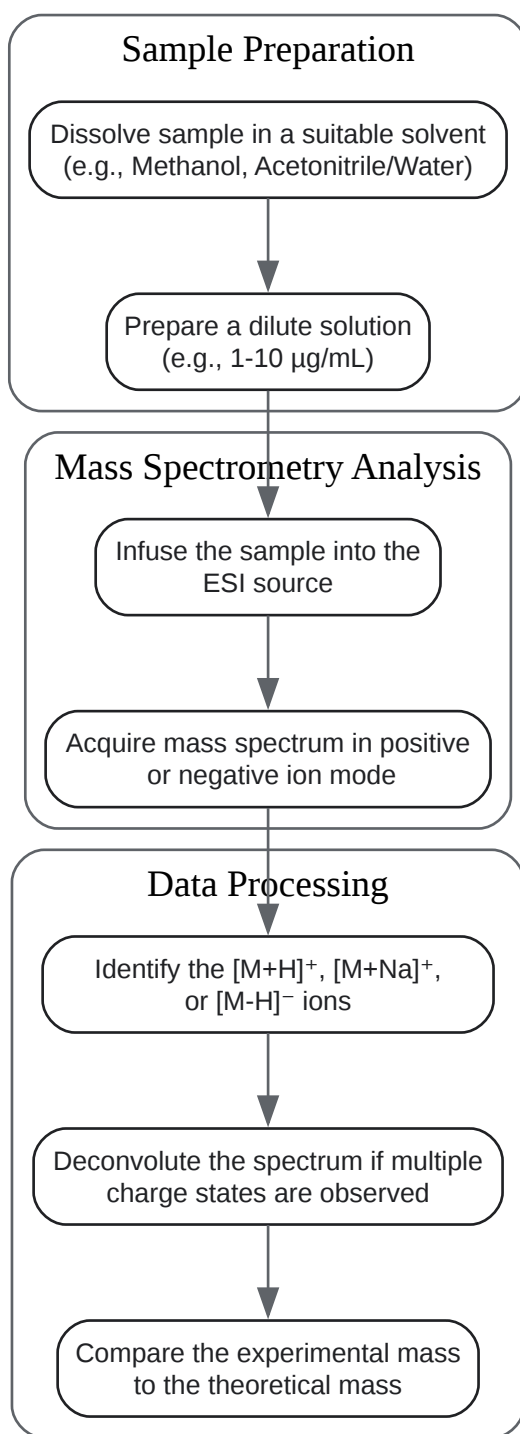 Sample Preparation
Dissolve sample in a suitable solvent
(e.g., Methanol, Acetonitrile/Water)
Prepare a dilute solution
(e.g., 1-10 µg/mL)
Mass Spectrometry Analysis
Infuse the sample into the
ESI source
Acquire mass spectrum in positive
or negative ion mode
Data Processing
Identify the [M+H]⁺, [M+Na]⁺,
or [M-H]⁻ ions
Deconvolute the spectrum if multiple
charge states are observed
Compare the experimental mass
to the theoretical mass